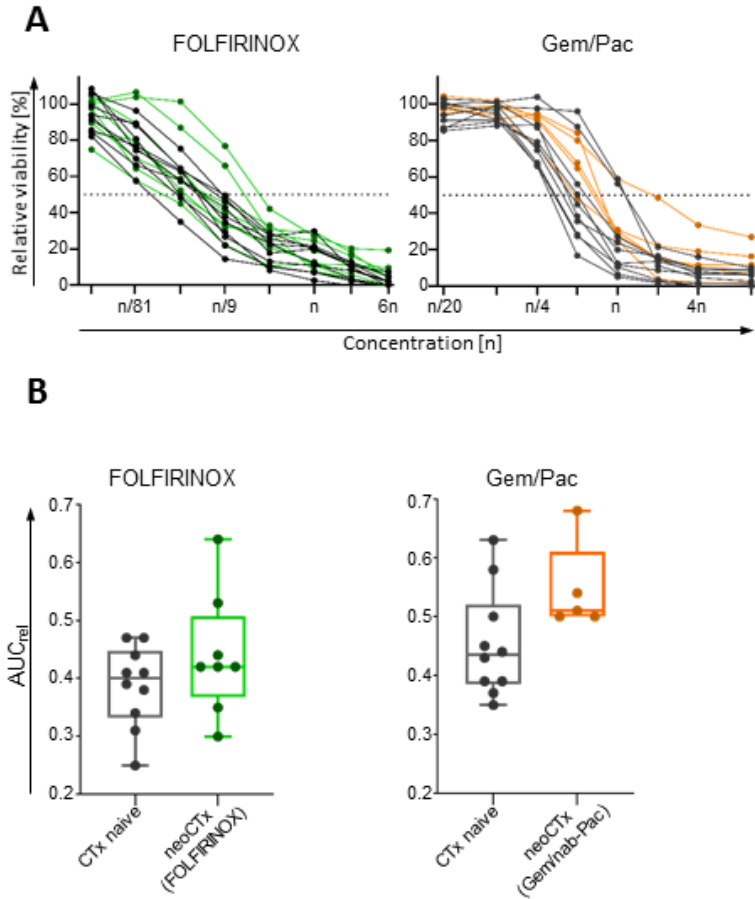 A
FOLFIRINOX
Gem/Pac
Relative viability [%]
100
80
60
40
20
0
n/81
n/9
n
6n
100
80
60
40
20
0
n/20
n/4
n
4n
Concentration [n]
B
FOLFIRINOX
Gem/Pac
AUCrel
0.7
0.6
0.5
0.4
0.3
0.2
CTx naive
neoCTx
(FOLFIRINOX)
0.7
0.6
0.5
0.4
0.3
0.2
CTx naive
neoCTx
(Gem/nab-Pac)